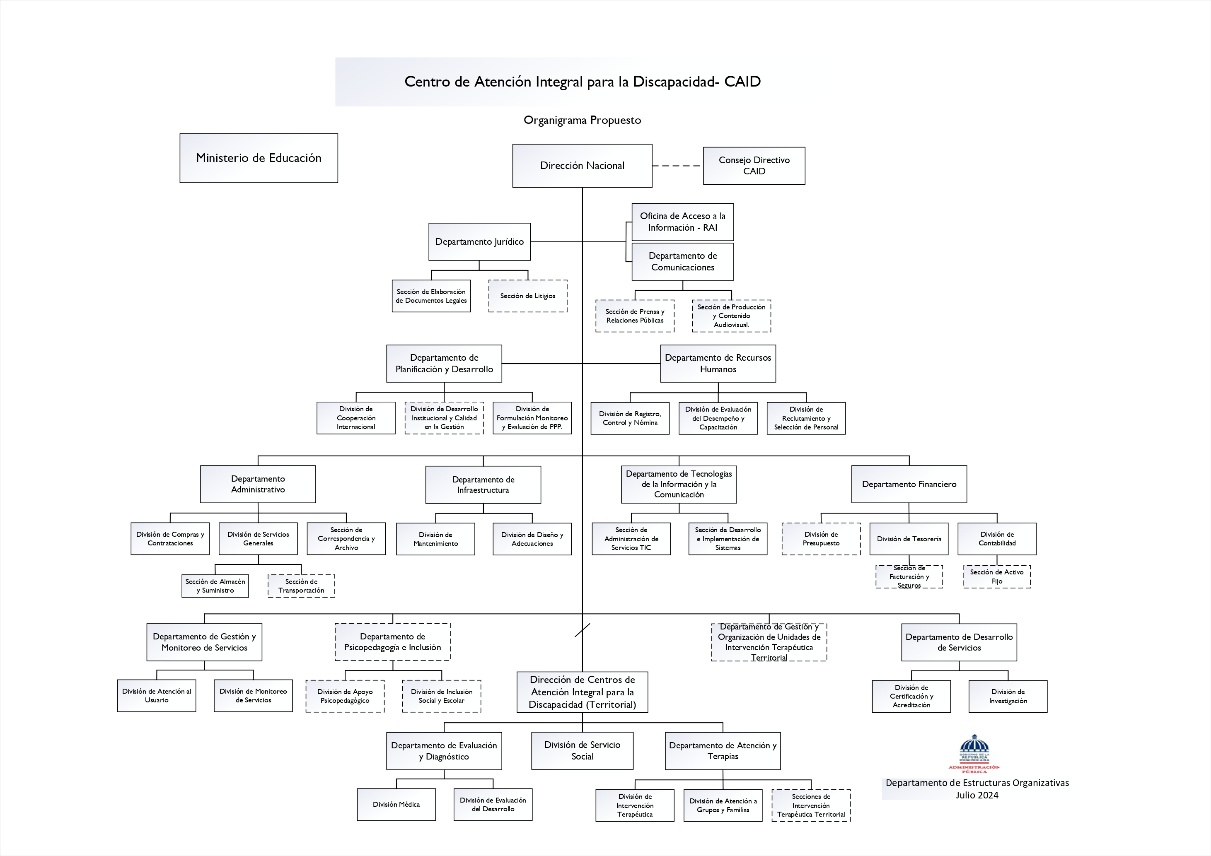 Centro de Atención Integral para la Discapacidad- CAID
Organigrama Propuesto
Ministerio de Educación
Dirección Nacional
Consejo Directivo
CAID
Oficina de Acceso a la
Información - RAI
Departamento Jurídico
Departamento de
Comunicaciones
Sección de Elaboración
de Documentos Legales
Sección de Litigios
Sección de Prensa y
Relaciones Públicas
Sección de Producción
y Contenido
Audiovisual.
Departamento de
Planificación y Desarrollo
Departamento de Recursos
Humanos
División de
Cooperación
Internacional
División de Desarrollo
Institucional y Calidad
en la Gestión
División de
Formulación Monitoreo
y Evaluación de PPP.
División de Registro,
Control y Nómina
División de Evaluación
del Desempeño y
Capacitación
División de
Reclutamiento y
Selección de Personal
Departamento
Administrativo
Departamento de
Infraestructura
Departamento de Tecnologías
de la Información y la
Comunicación
Departamento Financiero
División de Compras y
Contrataciones
División de Servicios
Generales
Sección de
Correspondencia y
Archivo
División de
Mantenimiento
División de Diseño y
Adecuaciones
Sección de
Administración de
Servicios TIC
Sección de Desarrollo
e Implementación de
Sistemas
División de
Presupuesto
División de Tesorería
División de
Contabilidad
Sección de Almacén
y Suministro
Sección de
Transportación
Sección de
Facturación y
Seguros
Sección de Activo
Fijo
Departamento de Gestión y
Monitoreo de Servicios
Departamento de
Psicopedagogía e Inclusión
Departamento de Gestión y
Organización de Unidades de
Intervención Terapéutica
Territorial
Departamento de Desarrollo
de Servicios
División de Atención al
Usuario
División de Monitoreo
de Servicios
División de Apoyo
Psicopedagógico
División de Inclusión
Social y Escolar
Dirección de Centros de
Atención Integral para la
Discapacidad (Territorial)
División de
Certificación y
Acreditación
División de
Investigación
Departamento de Evaluación
y Diagnóstico
División de Servicio
Social
Departamento de Atención y
Terapias
División Médica
División de Evaluación
del Desarrollo
División de
Intervención
Terapéutica
División de Atención a
Grupos y Familias
Secciones de
Intervención
Terapéutica Territorial
GOBIERNO DE LA
REPÚBLICA DOMINICANA
ADMINISTRACIÓN
PÚBLICA
Departamento de Estructuras Organizativas
Julio 2024